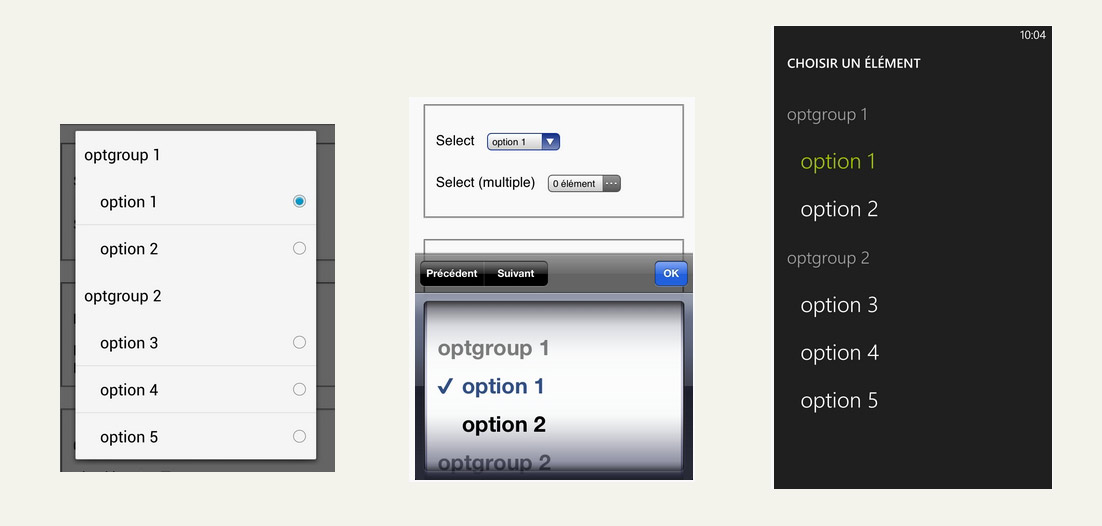 optgroup 1
option 1
option 2
optgroup 2
option 3
option 4
option 5
Select option 1
Select (multiple) 0 élément ...
Précédent Suivant OK
optgroup 1
✓ option 1
option 2
optgroup 2
10:04
CHOISIR UN ÉLÉMENT
optgroup 1
option 1
option 2
optgroup 2
option 3
option 4
option 5